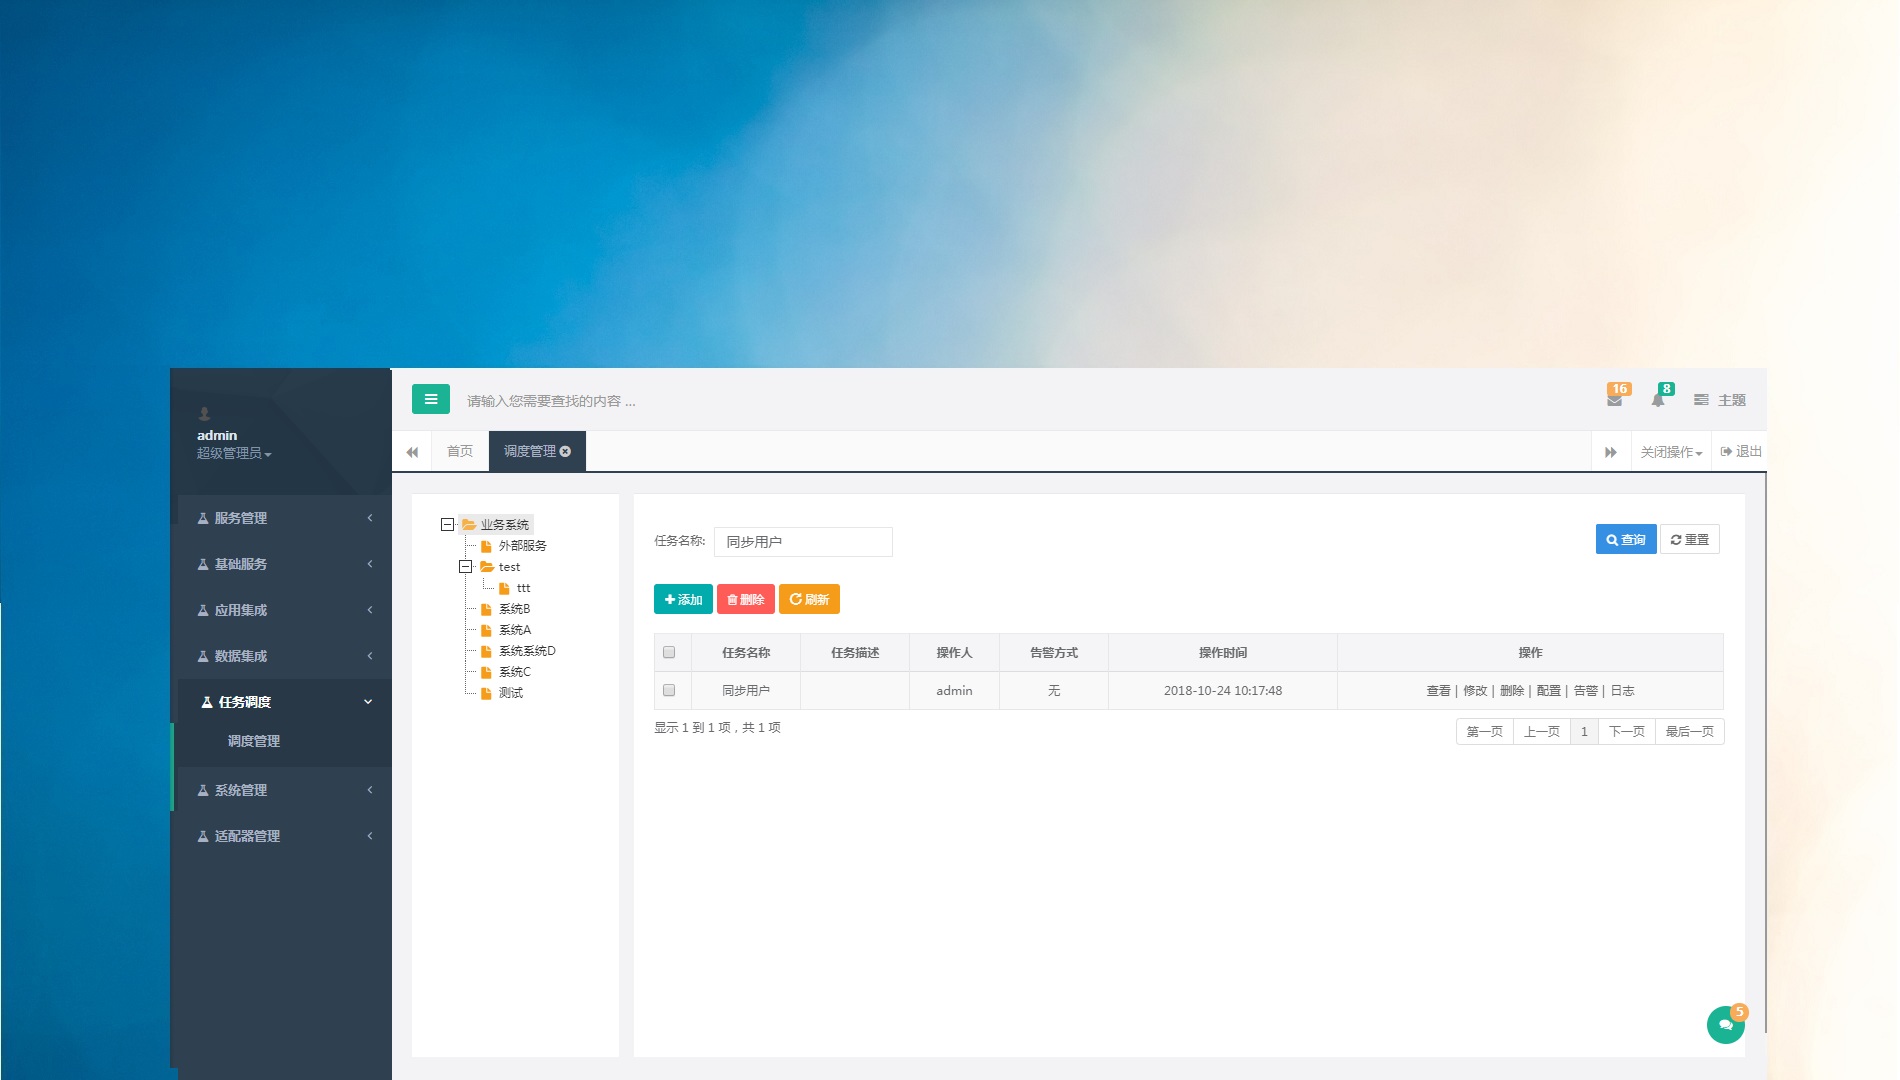 admin
超级管理员
服务管理
基础服务
应用集成
数据集成
任务调度
调度管理
系统管理
适配器管理
请输入您需要查找的内容 ...
16
8
主题
首页
调度管理
关闭操作
退出
业务系统
外部服务
test
ttt
系统B
系统A
系统系统D
系统C
测试
任务名称: 同步用户
查询 重置
添加 删除 刷新
任务名称 任务描述 操作人 告警方式 操作时间 操作
同步用户 admin 无 2018-10-24 10:17:48 查看 | 修改 | 删除 | 配置 | 告警 | 日志
显示 1 到 1 项，共 1 项
第一页 上一页 1 下一页 最后一页
5